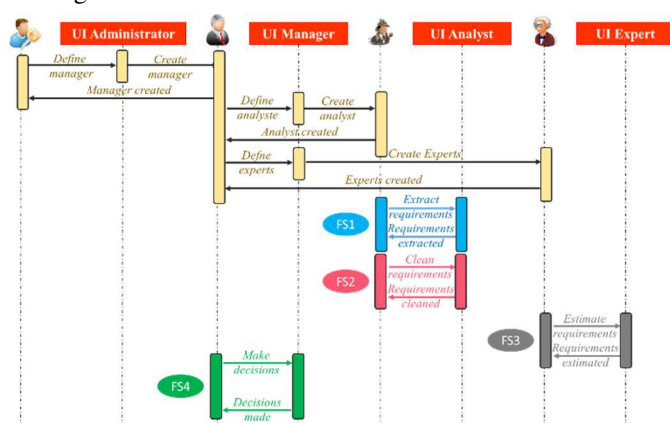 UI Administrator
UI Manager
UI Analyst
UI Expert
Define
manager
Create
manager
Manager created
Define
analyste
Create
analyst
Analyst created
Defne
experts
Create Experts
Experts created
FS1
Extract
requirements
Requirements
extracted
FS2
Clean
requirements
Requirements
cleaned
FS3
Estimate
requirements
Requirements
estimated
FS4
Make
decisions
Decisions
made